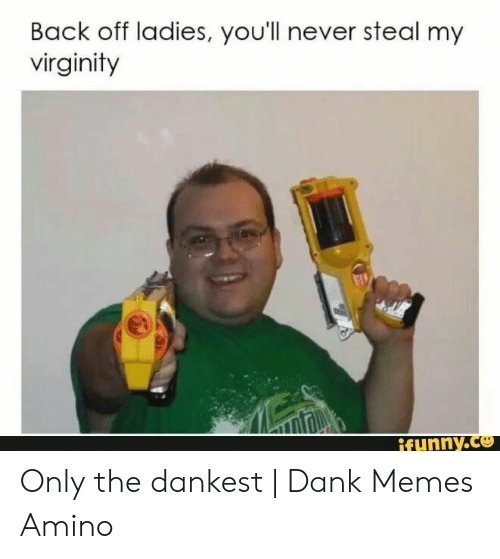 Back off ladies, you'll never steal my
virginity
ifunny.co
Only the dankest | Dank Memes
Amino